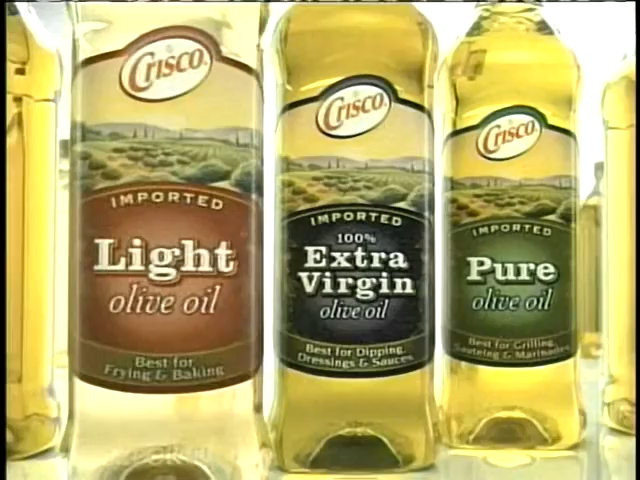 Crisco
IMPORTED
Light
olive oil
Best for
Frying & Baking
Crisco
IMPORTED
100%
Extra
Virgin
olive oil
Best for Dipping,
Dressings & Sauces
Crisco
IMPORTED
Pure
olive oil
Best for Grilling,
Sauteing & Marinades